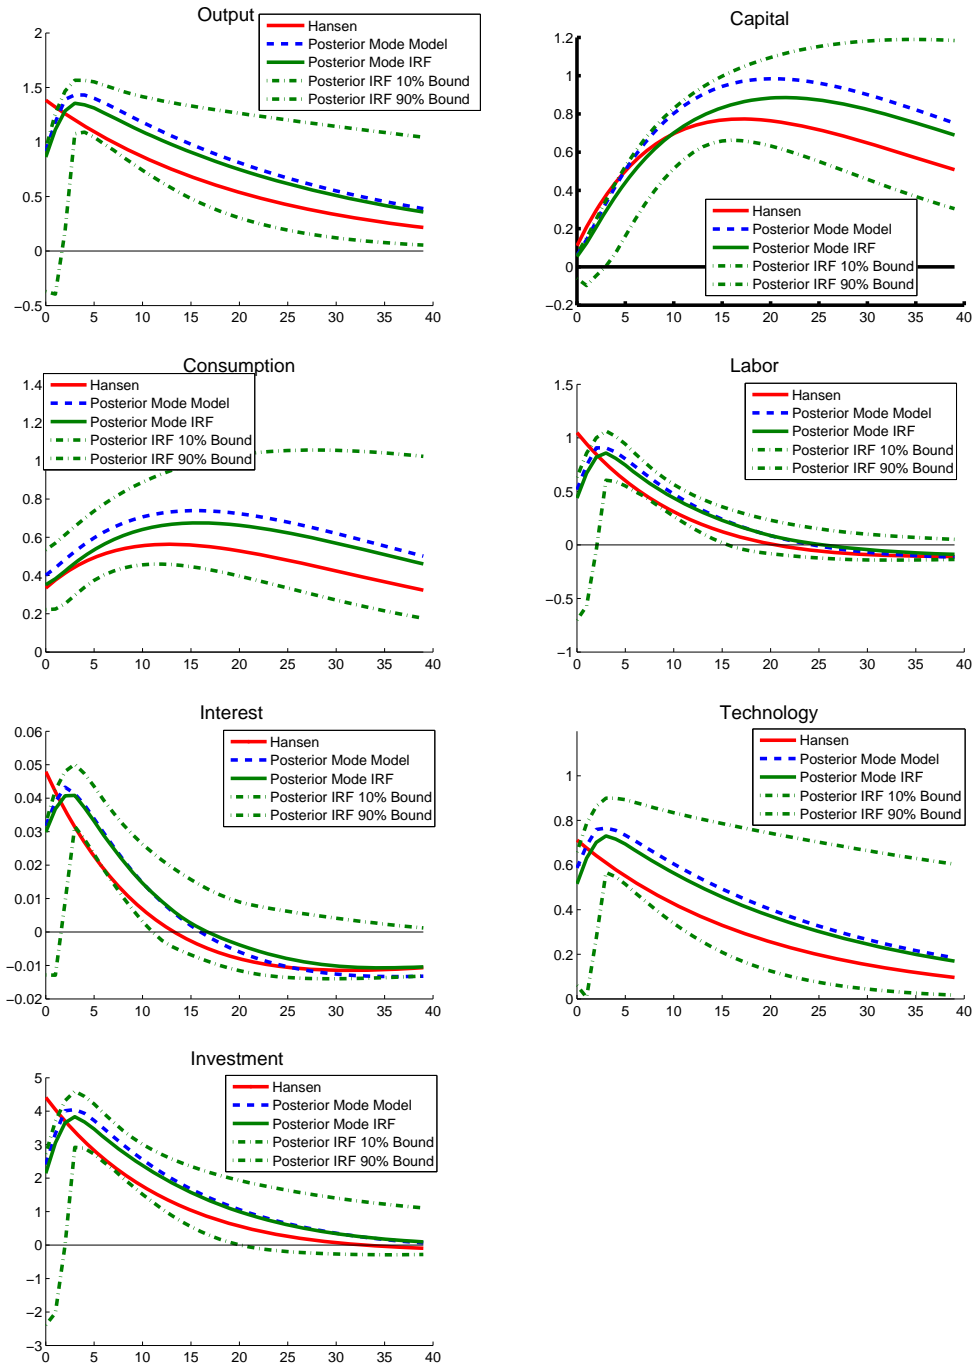 Output
2
1.5
1
0.5
0
−0.5
0 5 10 15 20 25 30 35 40
Hansen
Posterior Mode Model
Posterior Mode IRF
Posterior IRF 10% Bound
Posterior IRF 90% Bound
Capital
1.2
1
0.8
0.6
0.4
0.2
0
−0.2
0 5 10 15 20 25 30 35 40
Hansen
Posterior Mode Model
Posterior Mode IRF
Posterior IRF 10% Bound
Posterior IRF 90% Bound
Consumption
1.4
1.2
1
0.8
0.6
0.4
0.2
0
0 5 10 15 20 25 30 35 40
Hansen
Posterior Mode Model
Posterior Mode IRF
Posterior IRF 10% Bound
Posterior IRF 90% Bound
Labor
1.5
1
0.5
0
−0.5
−1
0 5 10 15 20 25 30 35 40
Hansen
Posterior Mode Model
Posterior Mode IRF
Posterior IRF 10% Bound
Posterior IRF 90% Bound
Interest
0.06
0.05
0.04
0.03
0.02
0.01
0
−0.01
−0.02
0 5 10 15 20 25 30 35 40
Hansen
Posterior Mode Model
Posterior Mode IRF
Posterior IRF 10% Bound
Posterior IRF 90% Bound
Technology
1
0.8
0.6
0.4
0.2
0
0 5 10 15 20 25 30 35 40
Hansen
Posterior Mode Model
Posterior Mode IRF
Posterior IRF 10% Bound
Posterior IRF 90% Bound
Investment
5
4
3
2
1
0
−1
−2
−3
0 5 10 15 20 25 30 35 40
Hansen
Posterior Mode Model
Posterior Mode IRF
Posterior IRF 10% Bound
Posterior IRF 90% Bound